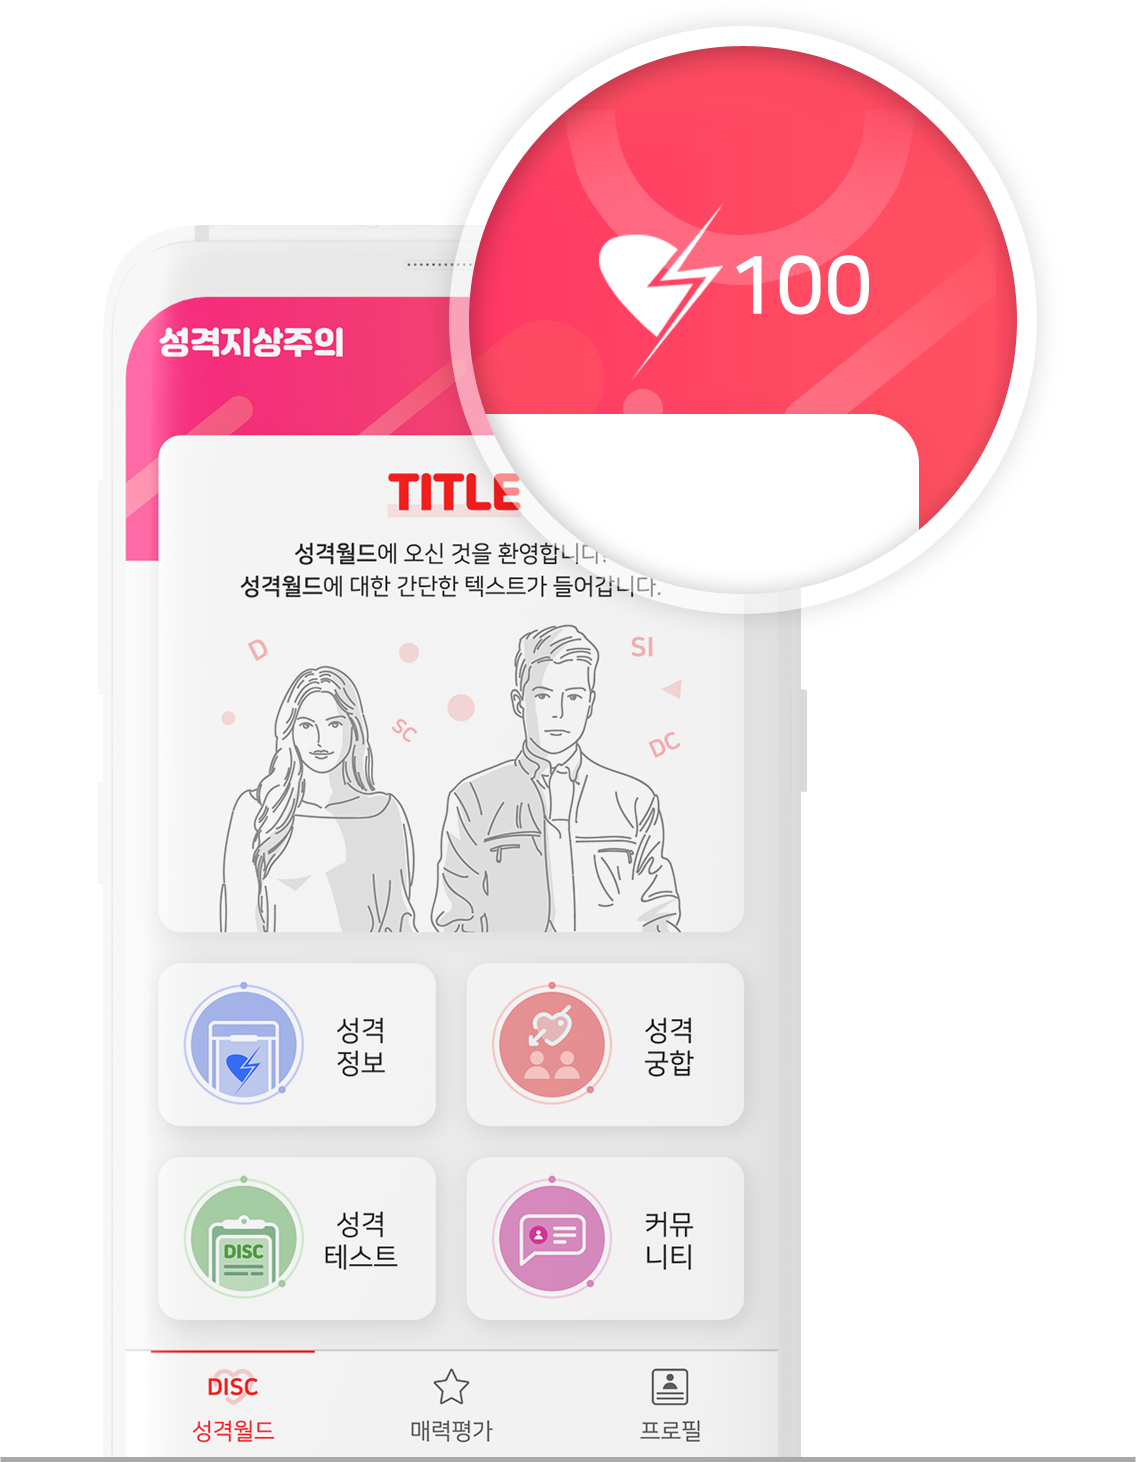 100
성격지상주의
TITLE
성격월드에 오신 것을 환영합니다!
성격월드에 대한 간단한 텍스트가 들어갑니다.
D
SI
SC
DC
성격
정보
성격
궁합
DISC
성격
테스트
커뮤
니티
DISC
성격월드
매력평가
프로필